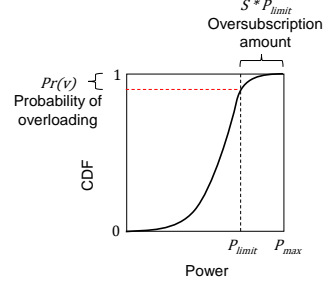 S * P_limit
Oversubscription
amount
Pr(v)
Probability of
overloading
1
CDF
0
P_limit P_max
Power